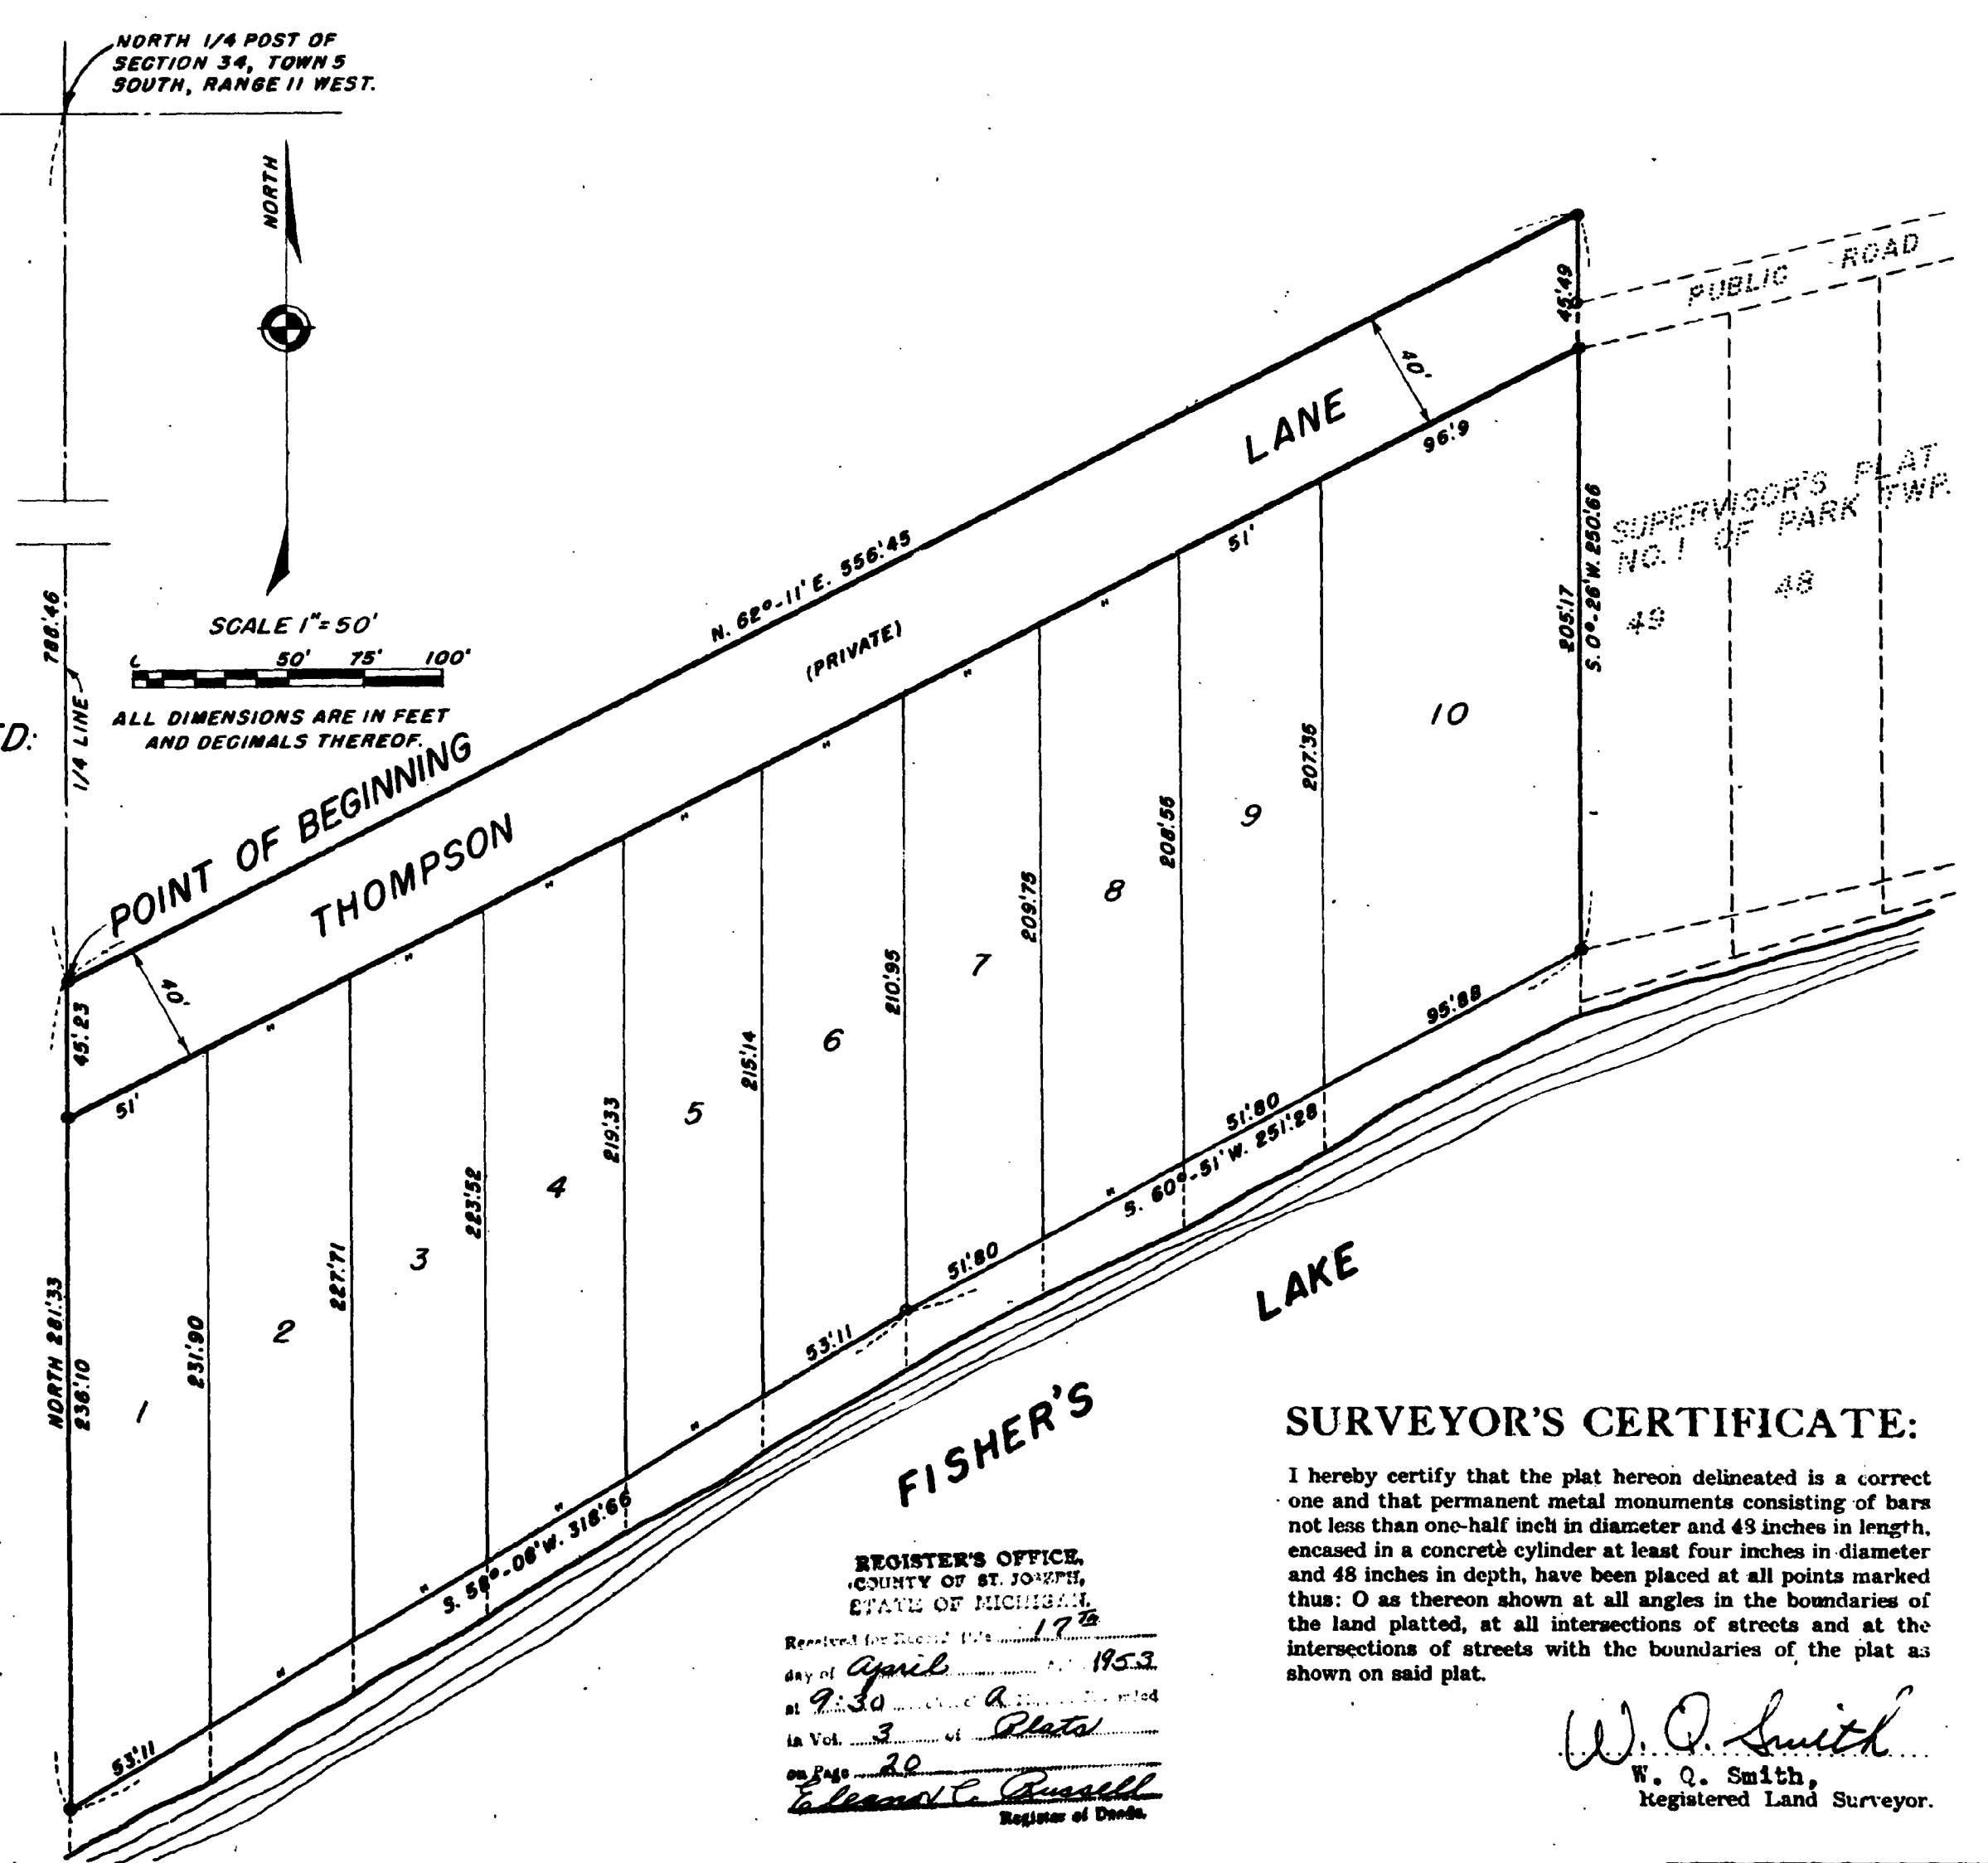 NORTH 1/4 POST OF
SECTION 34, TOWN 5
SOUTH, RANGE 11 WEST.
NORTH
SCALE 1"=50'
50' 75' 100'
ALL DIMENSIONS ARE IN FEET
AND DECIMALS THEREOF.
788.'46
1/4 LINE
D:
POINT OF BEGINNING
THOMPSON
LANE
(PRIVATE)
N. 62°-11' E. 556.'45
40'
40'
45.'49
45.'23
PUBLIC ROAD
SUPERVISOR'S PLAT
NO. 1 OF PARK TWP.
49
48
96.'9
51'
"
"
"
"
"
"
"
51'
205.'17
S. 0°-26' W. 250.'66
207.'36
208.'55
209.'75
210.'95
215.'14
219.'33
223.'52
227.'71
231.'90
NORTH 281.'33
236.'10
1
2
3
4
5
6
7
8
9
10
95.'88
51.'80
S. 60°-51' W. 251.'28
"
51.'80
53.'11
"
"
S. 58°-06' W. 318.'66
"
"
53.'11
FISHER'S
LAKE
REGISTER'S OFFICE,
COUNTY OF ST. JOSEPH,
STATE OF MICHIGAN,
Received for Record this 17th
day of April 1953
at 9:30 A
in Vol. 3 of Plats
on Page 20
Eleanor C. Russell
Register of Deeds.
SURVEYOR'S CERTIFICATE:
I hereby certify that the plat hereon delineated is a correct
one and that permanent metal monuments consisting of bars
not less than one-half inch in diameter and 48 inches in length,
encased in a concrete cylinder at least four inches in diameter
and 48 inches in depth, have been placed at all points marked
thus: O as thereon shown at all angles in the boundaries of
the land platted, at all intersections of streets and at the
intersections of streets with the boundaries of the plat as
shown on said plat.
W. Q. Smith
W. Q. Smith,
Registered Land Surveyor.